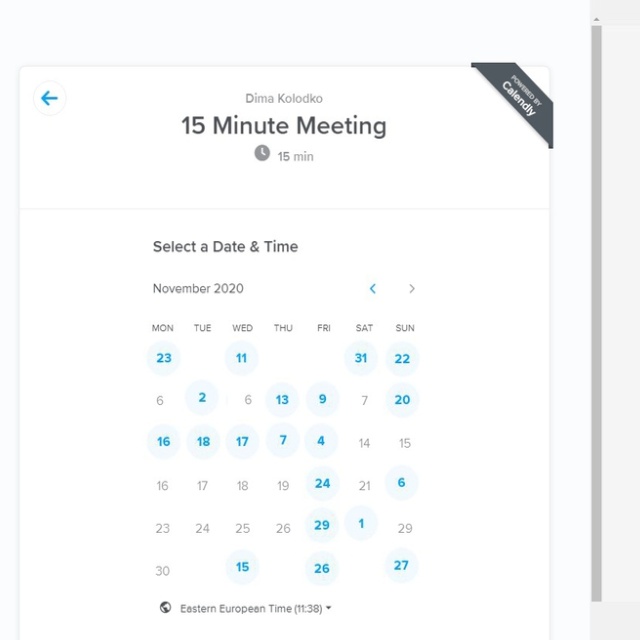 POWERED BY
Calendly
Dima Kolodko
15 Minute Meeting
15 min
Select a Date & Time
November 2020
MON TUE WED THU FRI SAT SUN
23 11 31 22
6 2 6 13 9 7 20
16 18 17 7 4 14 15
16 17 18 19 24 21 6
23 24 25 26 29 1 29
30 15 26 27
Eastern European Time (11:38)